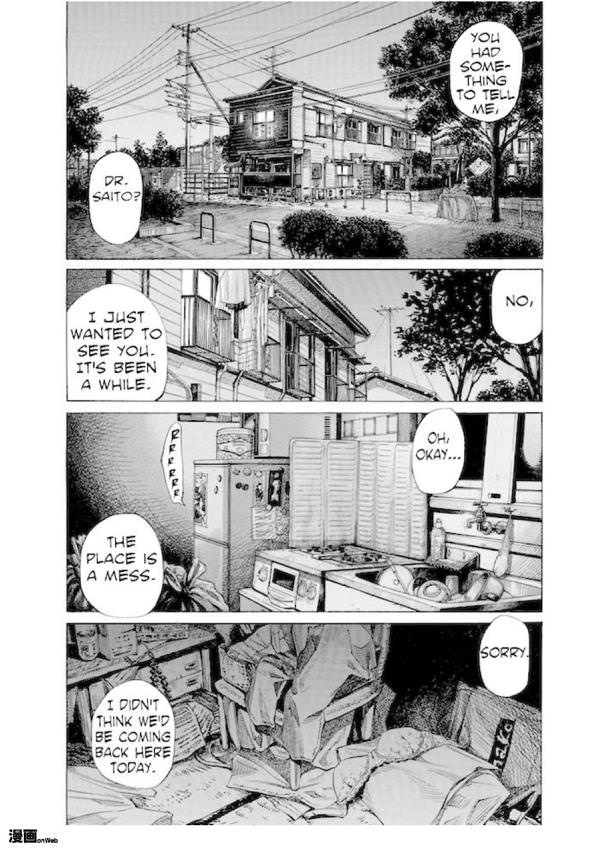 YOU
HAD
SOME-
THING
TO TELL
ME,
DR.
SAITO?
NO,
I JUST
WANTED TO
SEE YOU.
IT'S BEEN
A WHILE.
OH,
OKAY...
RRRRRR
THE
PLACE IS
A MESS.
SORRY.
I DIDN'T
THINK WE'D
BE COMING
BACK HERE
TODAY.
漫画onWeb